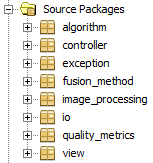 Source Packages
algorithm
controller
exception
fusion_method
image_processing
io
quality_metrics
view